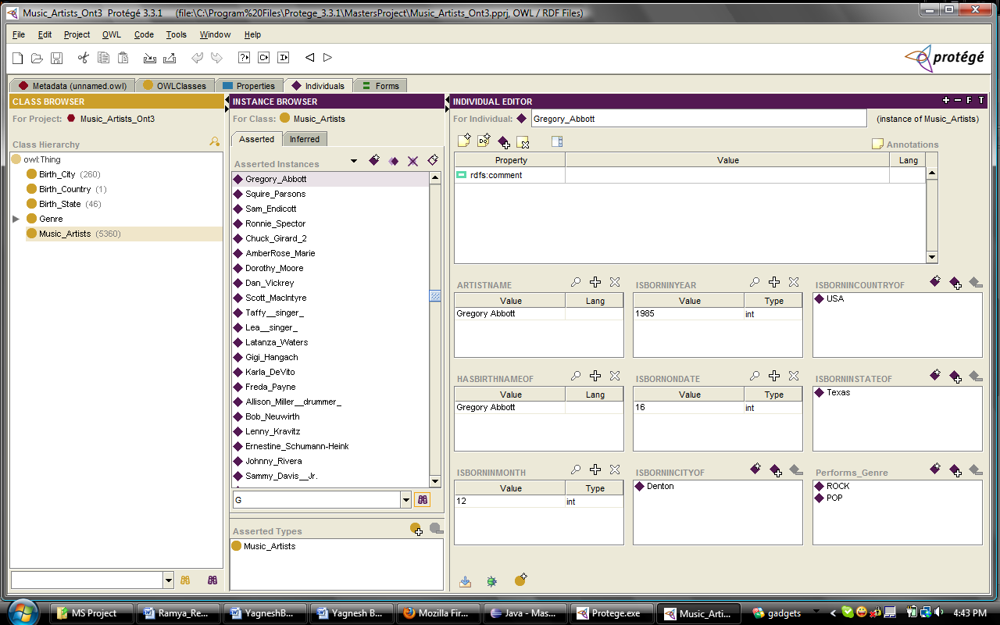 Music_Artists_Ont3 Protégé 3.3.1 (file:\C:\Program%20Files\Protege_3.3.1\MastersProject\Music_Artists_Ont3.pprj, OWL / RDF Files)
File Edit Project OWL Code Tools Window Help
protégé
Metadata (unnamed.owl) OWLClasses Properties Individuals Forms
CLASS BROWSER
For Project: Music_Artists_Ont3
Class Hierarchy
owl:Thing
Birth_City (260)
Birth_Country (1)
Birth_State (46)
Genre
Music_Artists (5360)
INSTANCE BROWSER
For Class: Music_Artists
Asserted Inferred
Asserted Instances
Gregory_Abbott
Squire_Parsons
Sam_Endicott
Ronnie_Spector
Chuck_Girard_2
AmberRose_Marie
Dorothy_Moore
Dan_Vickrey
Scott_MacIntyre
Taffy__singer_
Lea__singer_
Latanza_Waters
Gigi_Hangach
Karla_DeVito
Freda_Payne
Allison_Miller__drummer_
Bob_Neuwirth
Lenny_Kravitz
Ernestine_Schumann-Heink
Johnny_Rivera
Sammy_Davis__Jr.
G
Asserted Types
Music_Artists
INDIVIDUAL EDITOR + − F T
For Individual: Gregory_Abbott (instance of Music_Artists)
Annotations
Property Value Lang
rdfs:comment
ARTISTNAME
Value Lang
Gregory Abbott
ISBORNINYEAR
Value Type
1985 int
ISBORNINCOUNTRYOF
USA
HASBIRTHNAMEOF
Value Lang
Gregory Abbott
ISBORNONDATE
Value Type
16 int
ISBORNINSTATEOF
Texas
ISBORNINMONTH
Value Type
12 int
ISBORNINCITYOF
Denton
Performs_Genre
ROCK
POP
MS Project Ramya_Re... YagneshB... Yagnesh B... Mozilla Fir... Java - Mas... Protege.exe Music_Arti... gadgets 4:43 PM